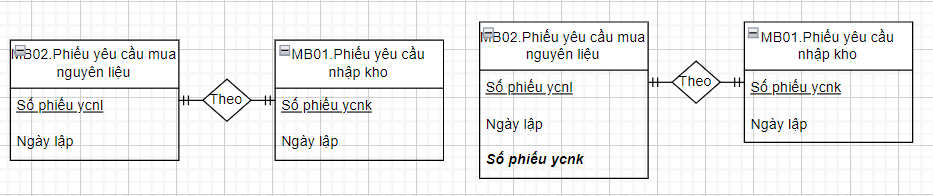 MB02.Phiếu yêu cầu mua
nguyên liệu
Số phiếu ycnl
Ngày lập
Theo
MB01.Phiếu yêu cầu
nhập kho
Số phiếu ycnk
Ngày lập
MB02.Phiếu yêu cầu mua
nguyên liệu
Số phiếu ycnl
Ngày lập
Số phiếu ycnk
Theo
MB01.Phiếu yêu cầu
nhập kho
Số phiếu ycnk
Ngày lập